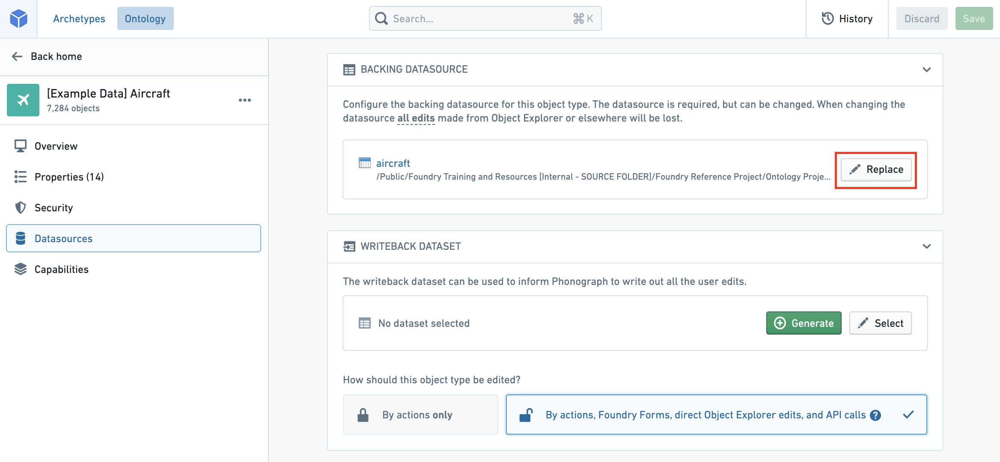 Archetypes
Ontology
Search...
⌘ K
History
Discard
Save
Back home
[Example Data] Aircraft
7,284 objects
Overview
Properties (14)
Security
Datasources
Capabilities
BACKING DATASOURCE
Configure the backing datasource for this object type. The datasource is required, but can be changed. When changing the
datasource all edits made from Object Explorer or elsewhere will be lost.
aircraft
/Public/Foundry Training and Resources [Internal - SOURCE FOLDER]/Foundry Reference Project/Ontology Proje...
Replace
WRITEBACK DATASET
The writeback dataset can be used to inform Phonograph to write out all the user edits.
No dataset selected
Generate
Select
How should this object type be edited?
By actions only
By actions, Foundry Forms, direct Object Explorer edits, and API calls